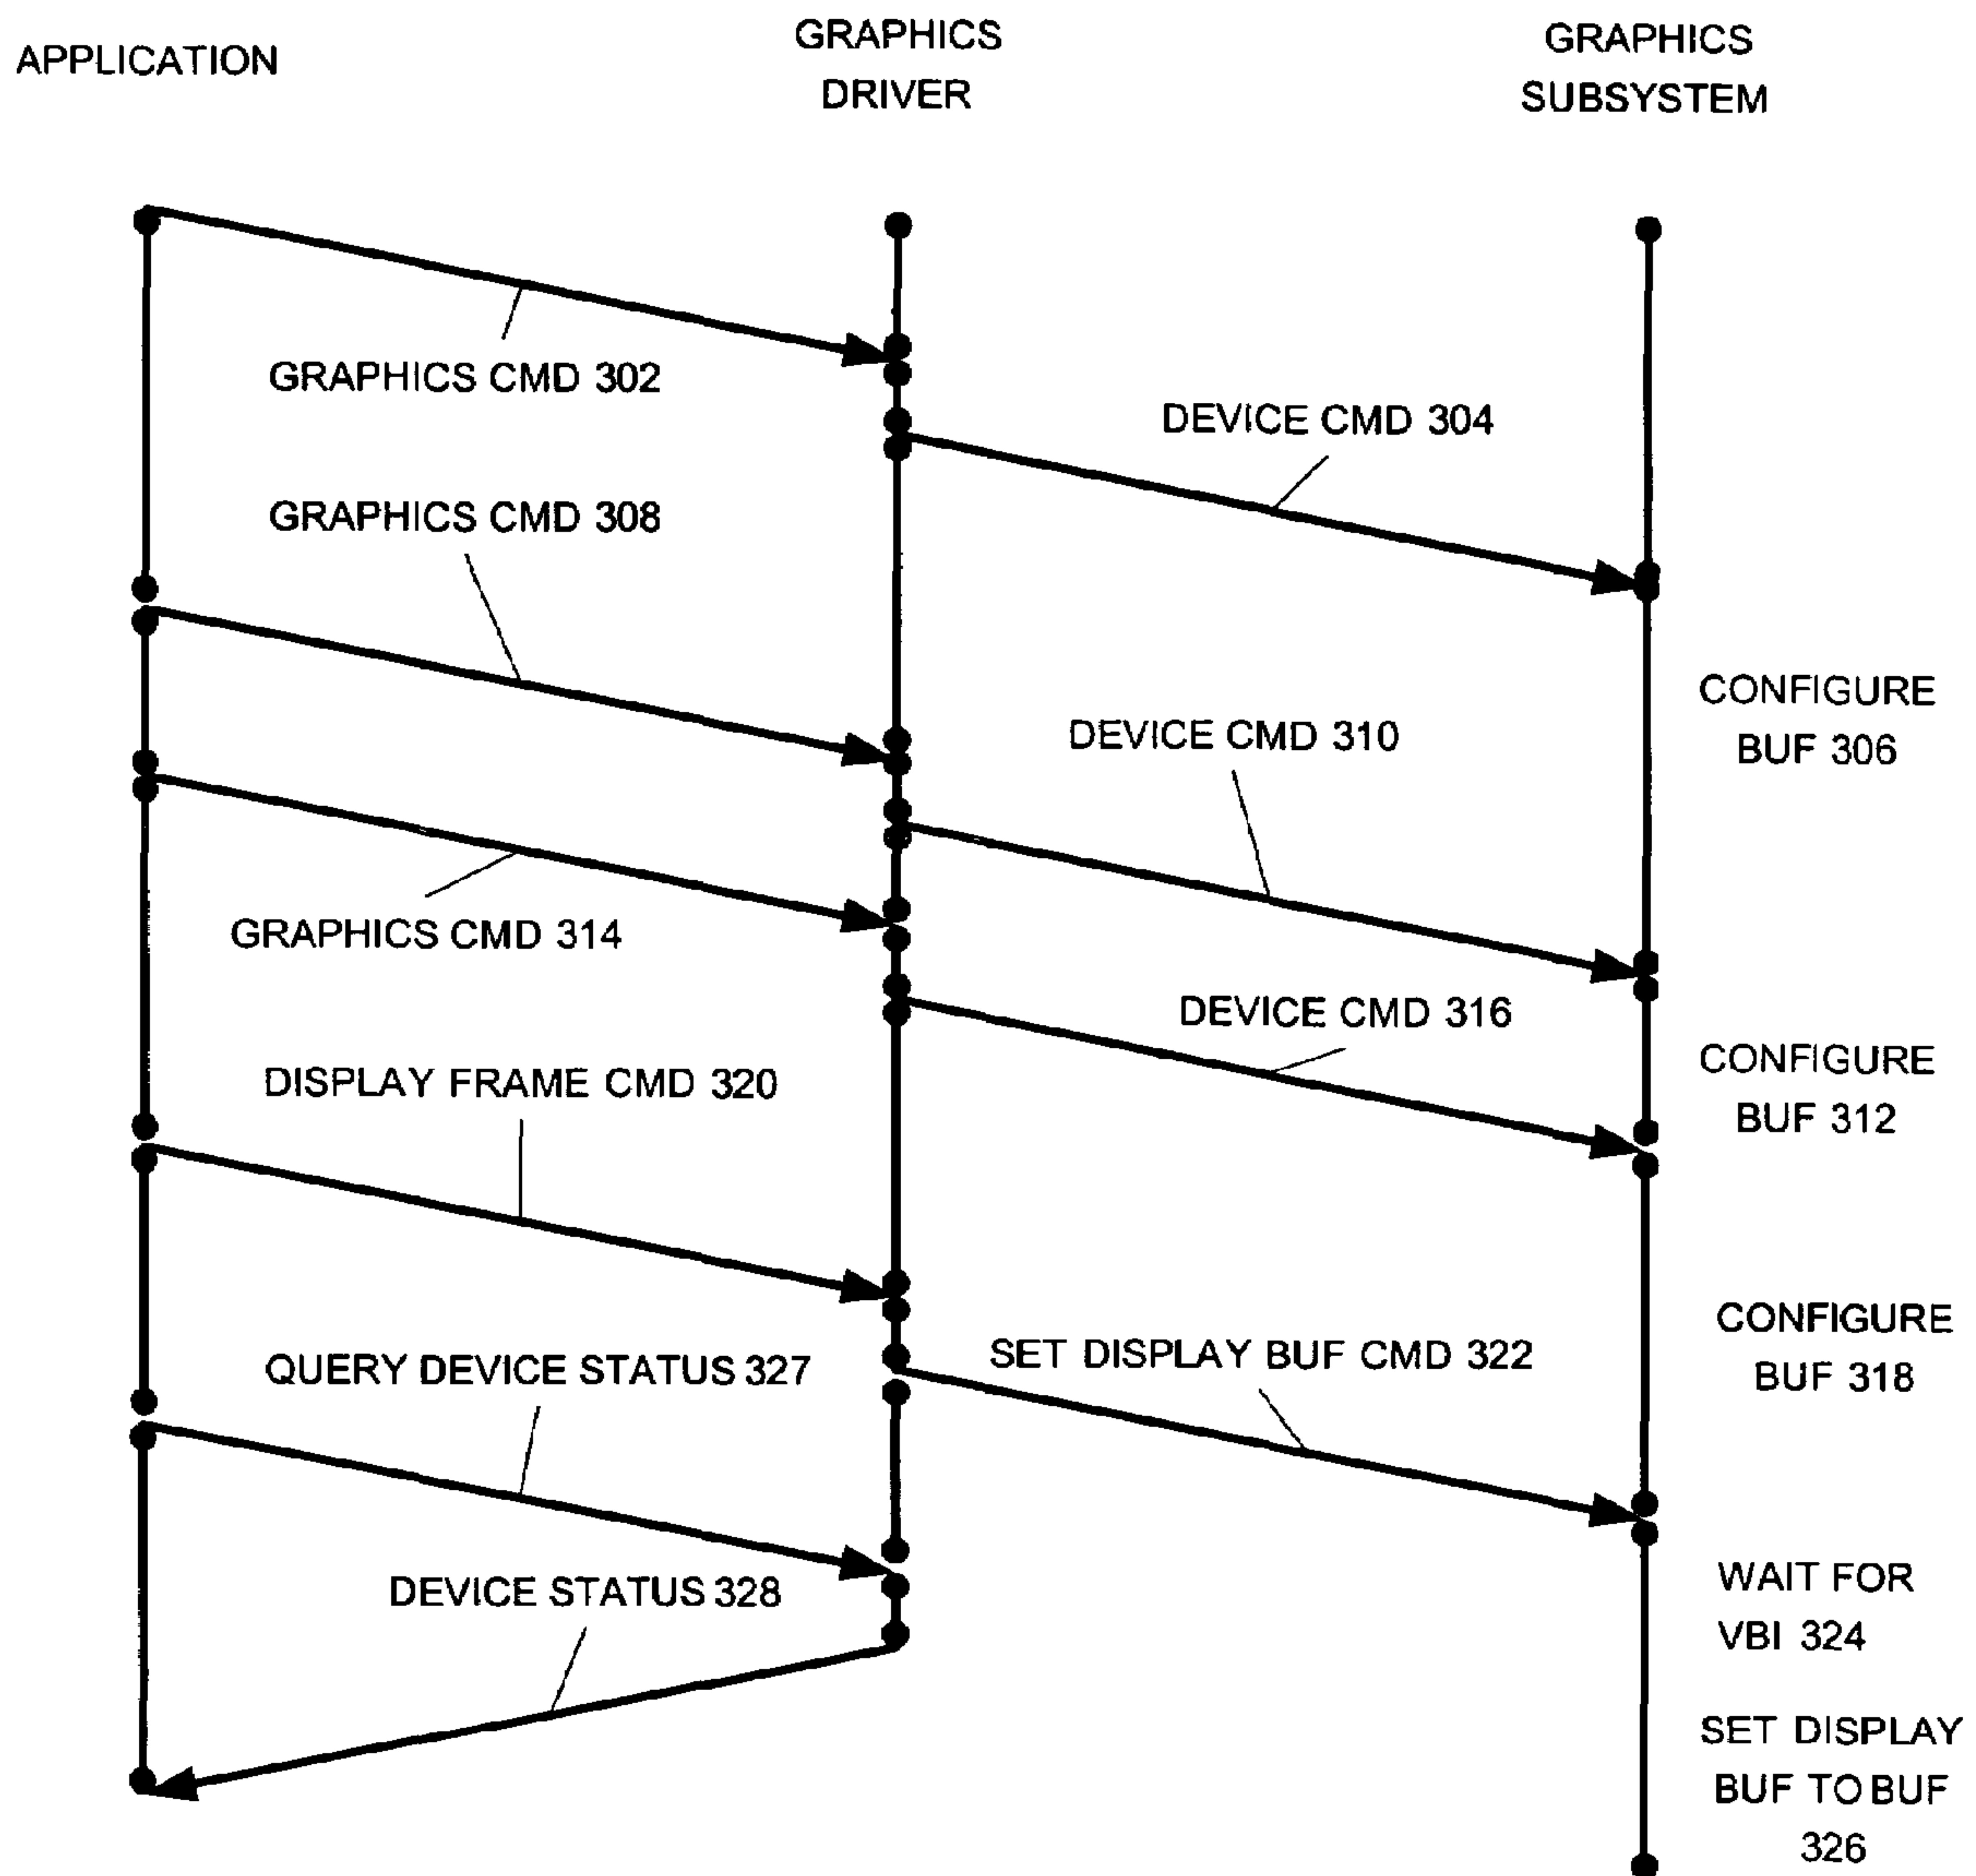 APPLICATION
GRAPHICS
DRIVER
GRAPHICS
SUBSYSTEM
GRAPHICS CMD 302
DEVICE CMD 304
GRAPHICS CMD 308
CONFIGURE
BUF 306
DEVICE CMD 310
GRAPHICS CMD 314
DEVICE CMD 316
CONFIGURE
BUF 312
DISPLAY FRAME CMD 320
CONFIGURE
BUF 318
SET DISPLAY BUF CMD 322
QUERY DEVICE STATUS 327
WAIT FOR
VBI 324
DEVICE STATUS 328
SET DISPLAY
BUF TO BUF
326